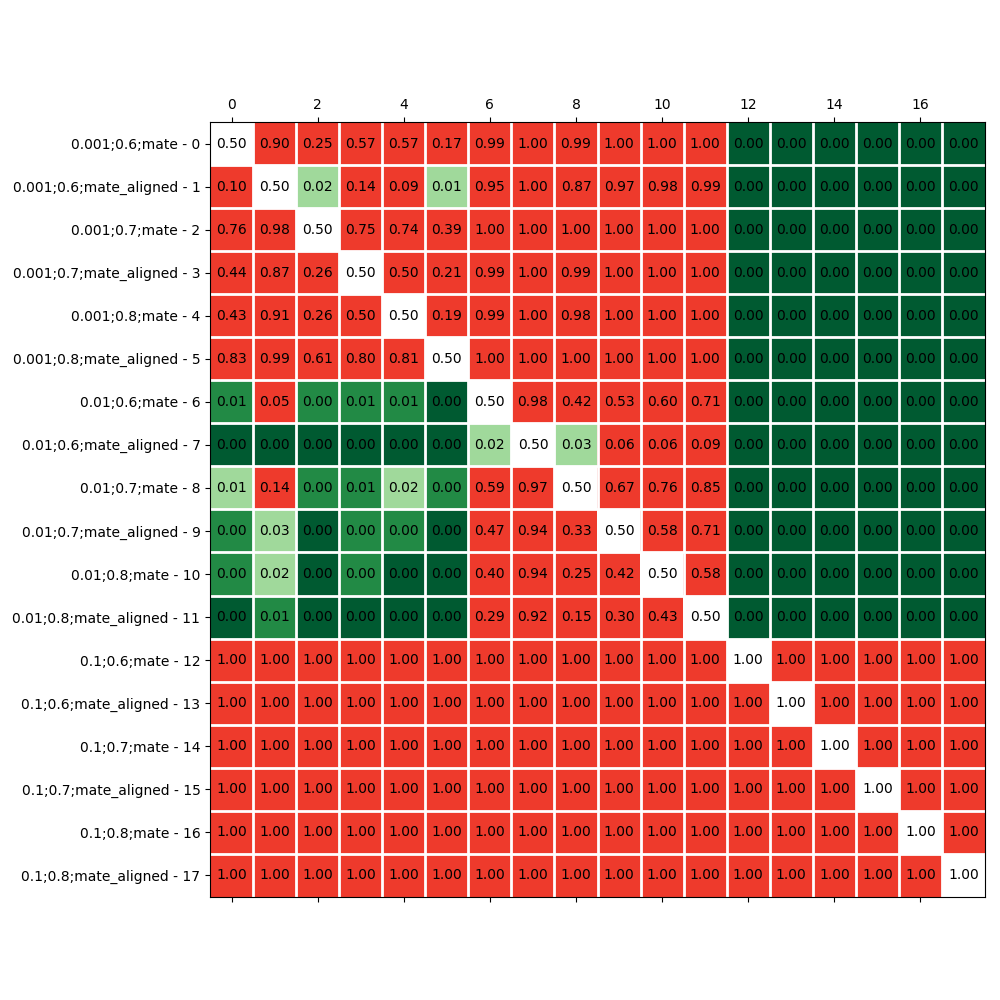 0 2 4 6 8 10 12 14 16
0.001;0.6;mate - 0 0.50 0.90 0.25 0.57 0.57 0.17 0.99 1.00 0.99 1.00 1.00 1.00 0.00 0.00 0.00 0.00 0.00 0.00
0.001;0.6;mate_aligned - 1 0.10 0.50 0.02 0.14 0.09 0.01 0.95 1.00 0.87 0.97 0.98 0.99 0.00 0.00 0.00 0.00 0.00 0.00
0.001;0.7;mate - 2 0.76 0.98 0.50 0.75 0.74 0.39 1.00 1.00 1.00 1.00 1.00 1.00 0.00 0.00 0.00 0.00 0.00 0.00
0.001;0.7;mate_aligned - 3 0.44 0.87 0.26 0.50 0.50 0.21 0.99 1.00 0.99 1.00 1.00 1.00 0.00 0.00 0.00 0.00 0.00 0.00
0.001;0.8;mate - 4 0.43 0.91 0.26 0.50 0.50 0.19 0.99 1.00 0.98 1.00 1.00 1.00 0.00 0.00 0.00 0.00 0.00 0.00
0.001;0.8;mate_aligned - 5 0.83 0.99 0.61 0.80 0.81 0.50 1.00 1.00 1.00 1.00 1.00 1.00 0.00 0.00 0.00 0.00 0.00 0.00
0.01;0.6;mate - 6 0.01 0.05 0.00 0.01 0.01 0.00 0.50 0.98 0.42 0.53 0.60 0.71 0.00 0.00 0.00 0.00 0.00 0.00
0.01;0.6;mate_aligned - 7 0.00 0.00 0.00 0.00 0.00 0.00 0.02 0.50 0.03 0.06 0.06 0.09 0.00 0.00 0.00 0.00 0.00 0.00
0.01;0.7;mate - 8 0.01 0.14 0.00 0.01 0.02 0.00 0.59 0.97 0.50 0.67 0.76 0.85 0.00 0.00 0.00 0.00 0.00 0.00
0.01;0.7;mate_aligned - 9 0.00 0.03 0.00 0.00 0.00 0.00 0.47 0.94 0.33 0.50 0.58 0.71 0.00 0.00 0.00 0.00 0.00 0.00
0.01;0.8;mate - 10 0.00 0.02 0.00 0.00 0.00 0.00 0.40 0.94 0.25 0.42 0.50 0.58 0.00 0.00 0.00 0.00 0.00 0.00
0.01;0.8;mate_aligned - 11 0.00 0.01 0.00 0.00 0.00 0.00 0.29 0.92 0.15 0.30 0.43 0.50 0.00 0.00 0.00 0.00 0.00 0.00
0.1;0.6;mate - 12 1.00 1.00 1.00 1.00 1.00 1.00 1.00 1.00 1.00 1.00 1.00 1.00 1.00 1.00 1.00 1.00 1.00 1.00
0.1;0.6;mate_aligned - 13 1.00 1.00 1.00 1.00 1.00 1.00 1.00 1.00 1.00 1.00 1.00 1.00 1.00 1.00 1.00 1.00 1.00 1.00
0.1;0.7;mate - 14 1.00 1.00 1.00 1.00 1.00 1.00 1.00 1.00 1.00 1.00 1.00 1.00 1.00 1.00 1.00 1.00 1.00 1.00
0.1;0.7;mate_aligned - 15 1.00 1.00 1.00 1.00 1.00 1.00 1.00 1.00 1.00 1.00 1.00 1.00 1.00 1.00 1.00 1.00 1.00 1.00
0.1;0.8;mate - 16 1.00 1.00 1.00 1.00 1.00 1.00 1.00 1.00 1.00 1.00 1.00 1.00 1.00 1.00 1.00 1.00 1.00 1.00
0.1;0.8;mate_aligned - 17 1.00 1.00 1.00 1.00 1.00 1.00 1.00 1.00 1.00 1.00 1.00 1.00 1.00 1.00 1.00 1.00 1.00 1.00